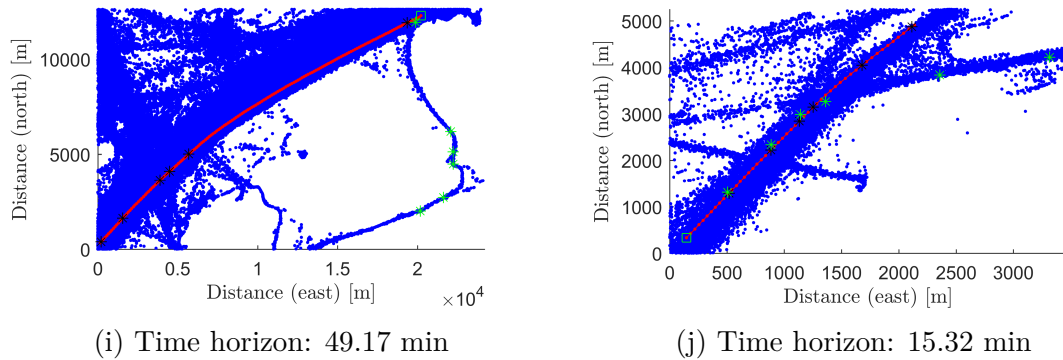 Distance (north) [m]
10000
5000
0
0
0.5
1
1.5
2
× 10⁴
Distance (east) [m]
(i) Time horizon: 49.17 min
Distance (north) [m]
5000
4000
3000
2000
1000
0
0 500 1000 1500 2000 2500 3000
Distance (east) [m]
(j) Time horizon: 15.32 min